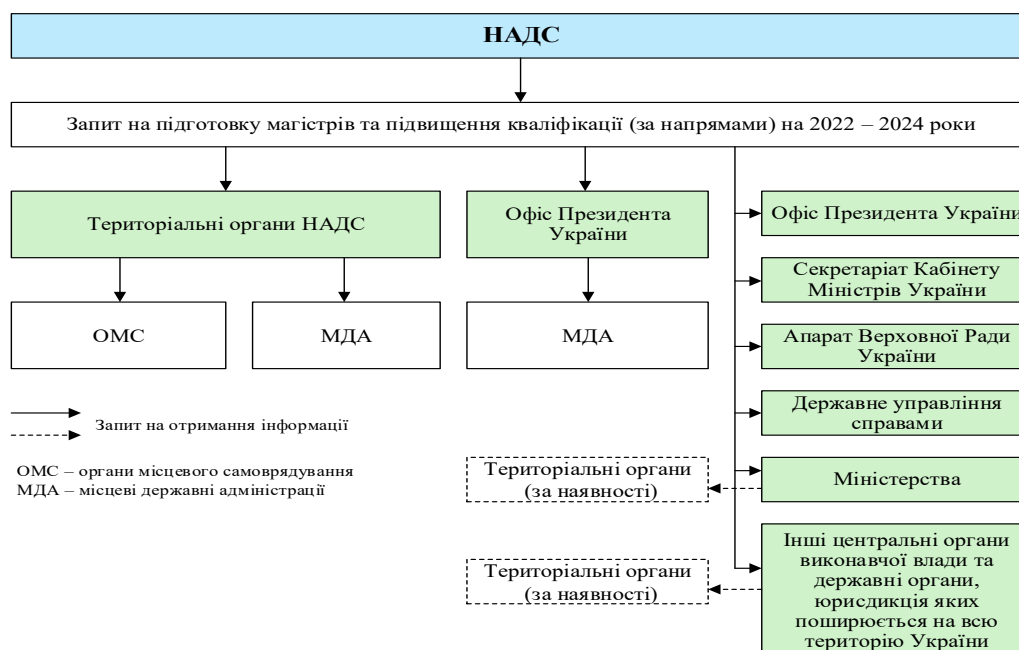 НАДС
Запит на підготовку магістрів та підвищення кваліфікації (за напрямами) на 2022 – 2024 роки
Територіальні органи НАДС
Офіс Президента
України
Офіс Президента України
Секретаріат Кабінету
Міністрів України
ОМС
МДА
МДА
Апарат Верховної Ради
України
Державне управління
справами
Запит на отримання інформації
ОМС – органи місцевого самоврядування
МДА – місцеві державні адміністрації
Територіальні органи
(за наявності)
Міністерства
Територіальні органи
(за наявності)
Інші центральні органи
виконавчої влади та
державні органи,
юрисдикція яких
поширюється на всю
територію України